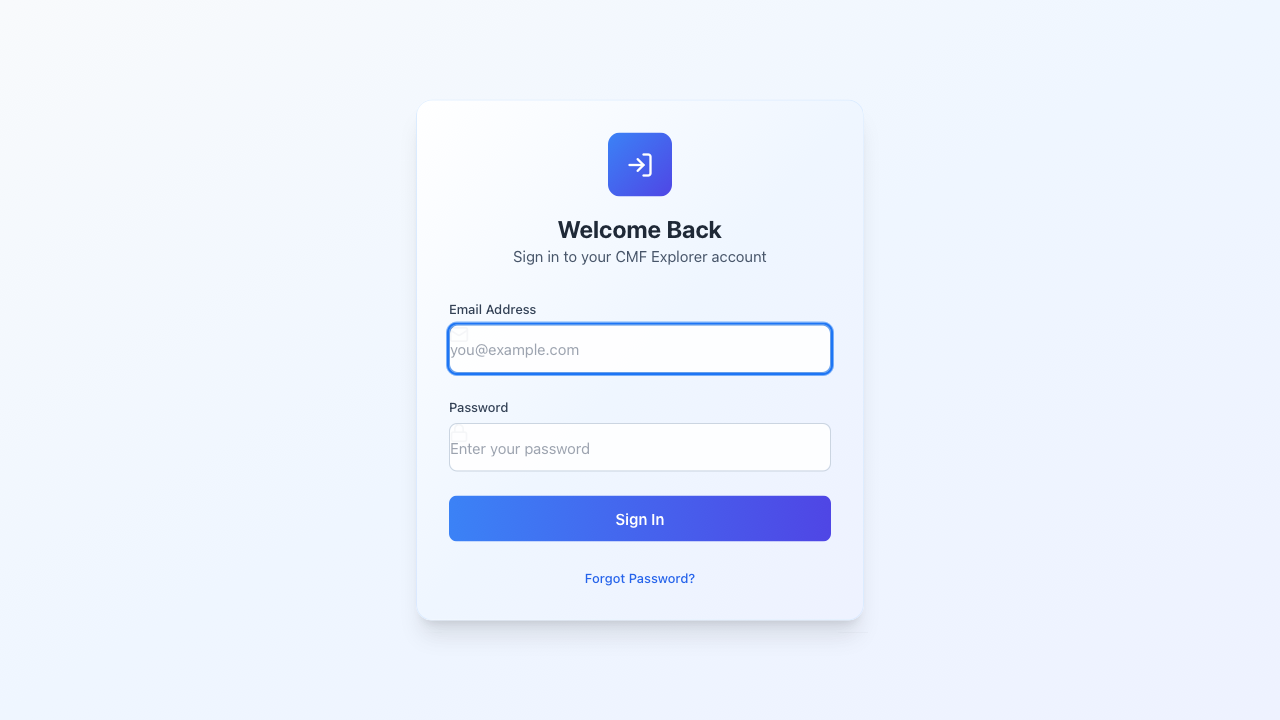 Welcome Back
Sign in to your CMF Explorer account
Email Address
you@example.com
Password
Enter your password
Sign In
Forgot Password?